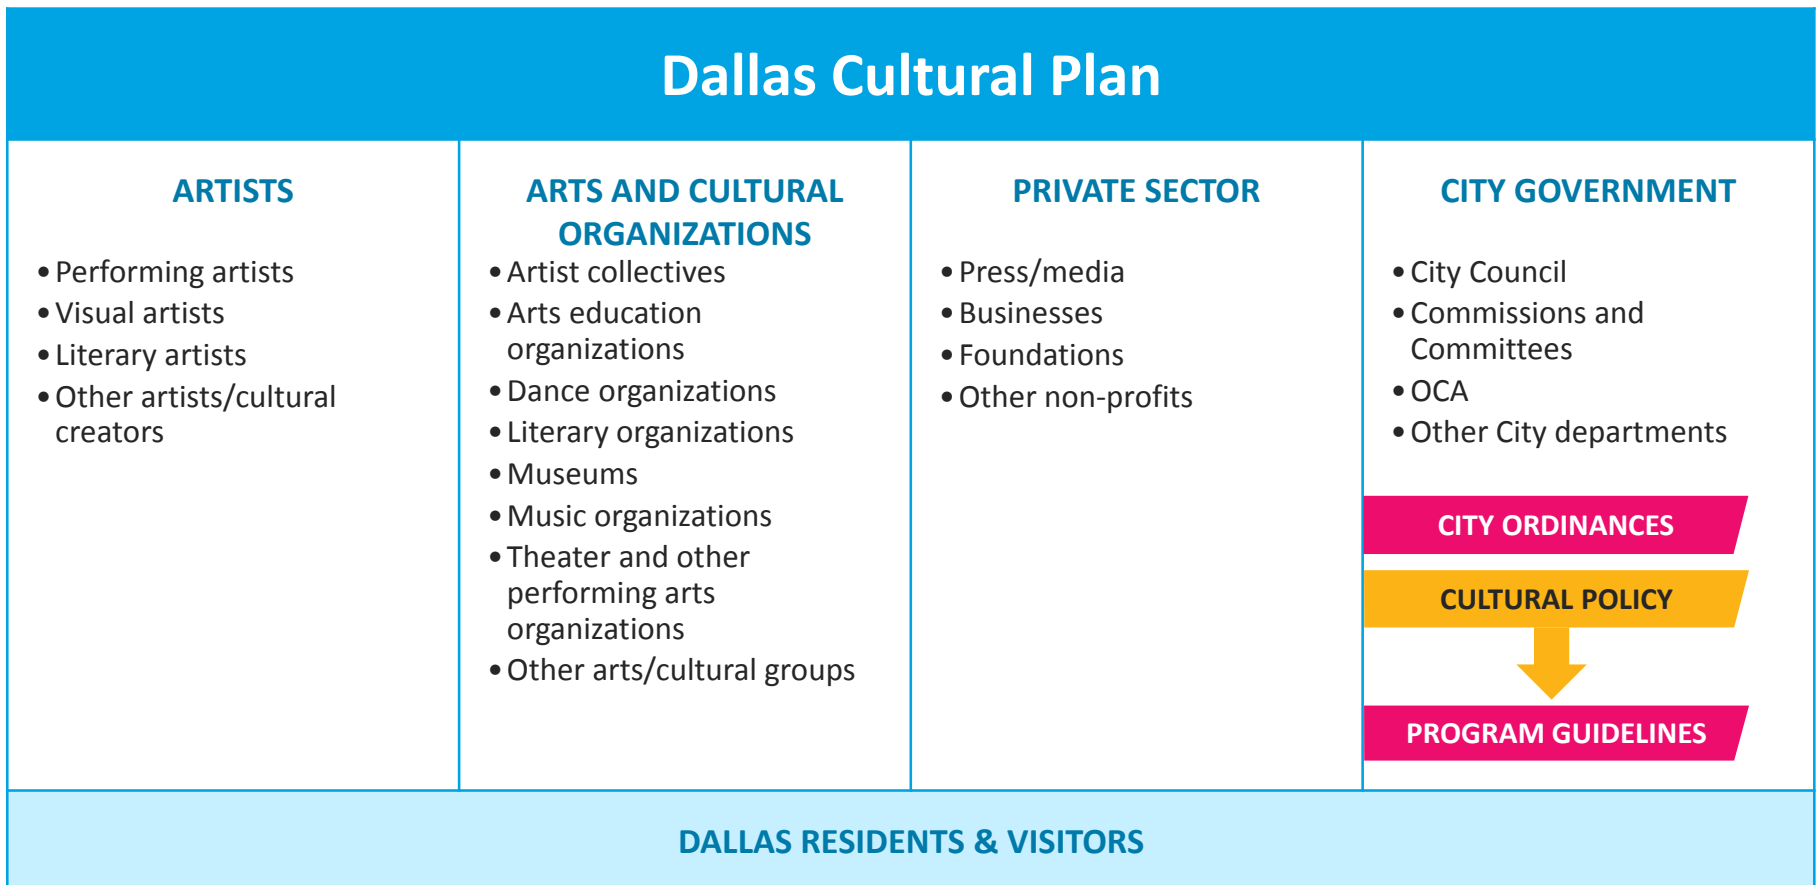 Dallas Cultural Plan
ARTISTS
•Performing artists
•Visual artists
•Literary artists
•Other artists/cultural
creators
ARTS AND CULTURAL
ORGANIZATIONS
•Artist collectives
•Arts education
organizations
•Dance organizations
•Literary organizations
•Museums
•Music organizations
•Theater and other
performing arts
organizations
•Other arts/cultural groups
PRIVATE SECTOR
•Press/media
•Businesses
•Foundations
•Other non-profits
CITY GOVERNMENT
•City Council
•Commissions and
Committees
•OCA
•Other City departments
CITY ORDINANCES
CULTURAL POLICY
PROGRAM GUIDELINES
DALLAS RESIDENTS & VISITORS